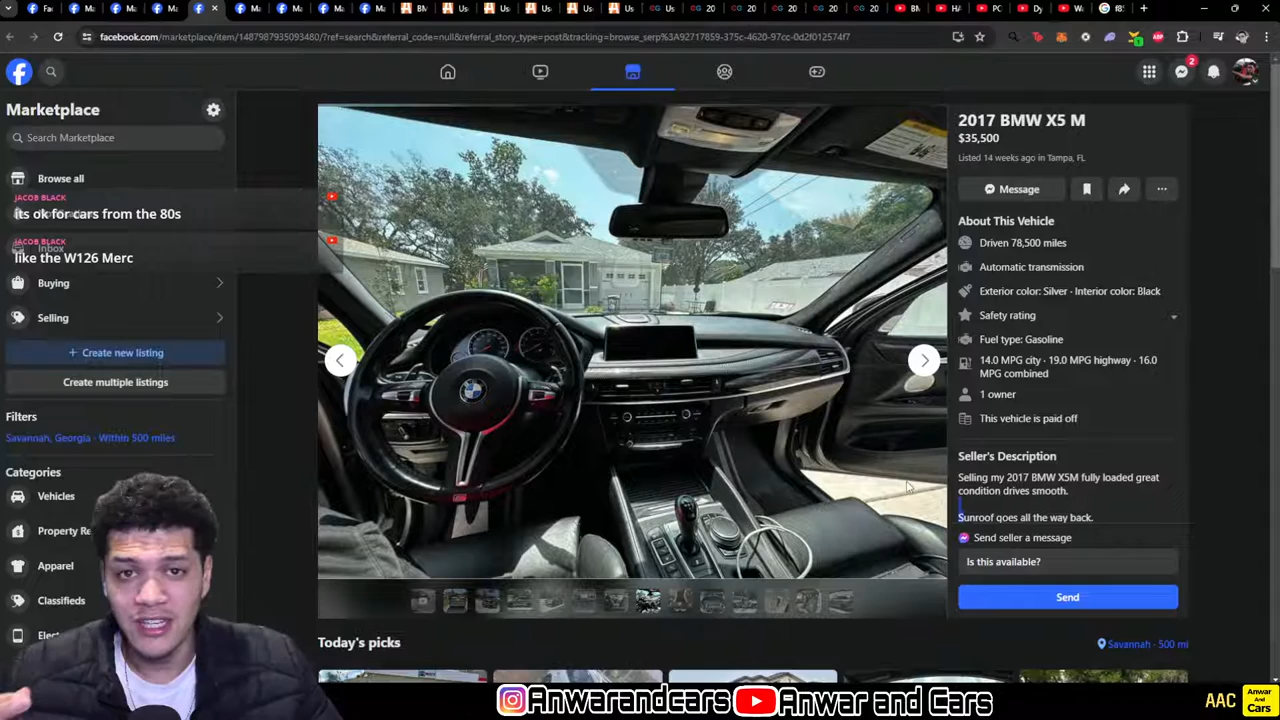 facebook.com/marketplace/item/1487987935093480/?ref=search&referral_code=null&referral_story_type=post&tracking=browse_serp%3A92717859-375c-4620-97cc-0d2f012574f7
2
Marketplace
Search Marketplace
Browse all
JACOB BLACK
its ok for cars from the 80s
JACOB BLACK
Inbox
like the W126 Merc
Buying
Selling
+ Create new listing
Create multiple listings
Filters
Savannah, Georgia · Within 500 miles
Categories
Vehicles
Property Re
Apparel
Classifieds
Elect
2017 BMW X5 M
$35,500
Listed 14 weeks ago in Tampa, FL
Message
About This Vehicle
Driven 78,500 miles
Automatic transmission
Exterior color: Silver · Interior color: Black
Safety rating
Fuel type: Gasoline
14.0 MPG city · 19.0 MPG highway · 16.0
MPG combined
1 owner
This vehicle is paid off
Seller's Description
Selling my 2017 BMW X5M fully loaded great
condition drives smooth.
Sunroof goes all the way back.
Send seller a message
Is this available?
Send
Today's picks
Savannah · 500 mi
@Anwarandcars
Anwar and Cars
AAC
Anwar
And
Cars